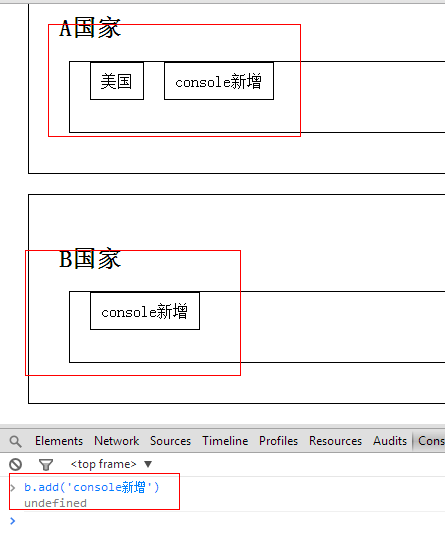 A国家
美国 console新增
B国家
console新增
Elements Network Sources Timeline Profiles Resources Audits Cons
<top frame> ▼
> b.add('console新增')
undefined
>